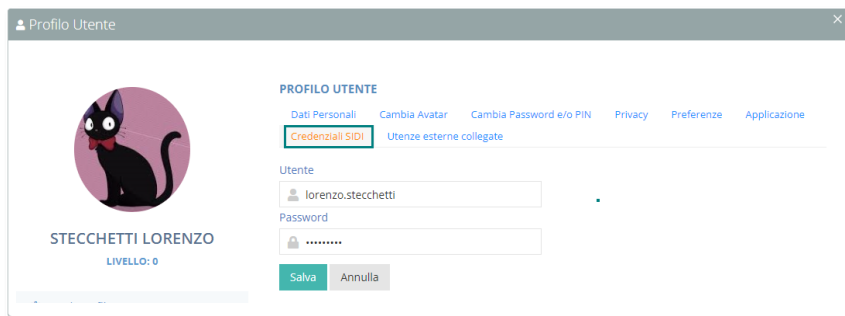 Profilo Utente
PROFILO UTENTE
Dati Personali Cambia Avatar Cambia Password e/o PIN Privacy Preferenze Applicazione
Credenziali SIDI Utenze esterne collegate
Utente
lorenzo.stecchetti
Password
•••••••••
Salva Annulla
STECCHETTI LORENZO
LIVELLO: 0